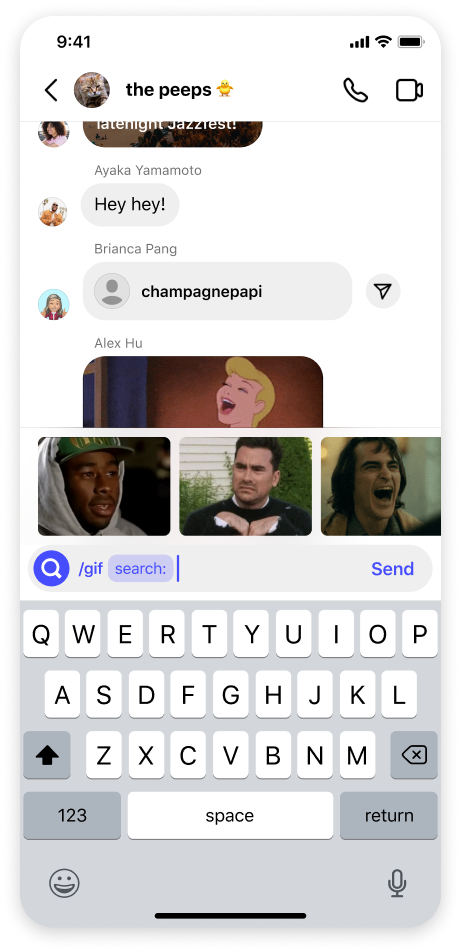 9:41
the peeps 🐥
latenight Jazzfest!
Ayaka Yamamoto
Hey hey!
Brianca Pang
champagnepapi
Alex Hu
/gif search: Send
Q W E R T Y U I O P
A S D F G H J K L
Z X C V B N M
123 space return